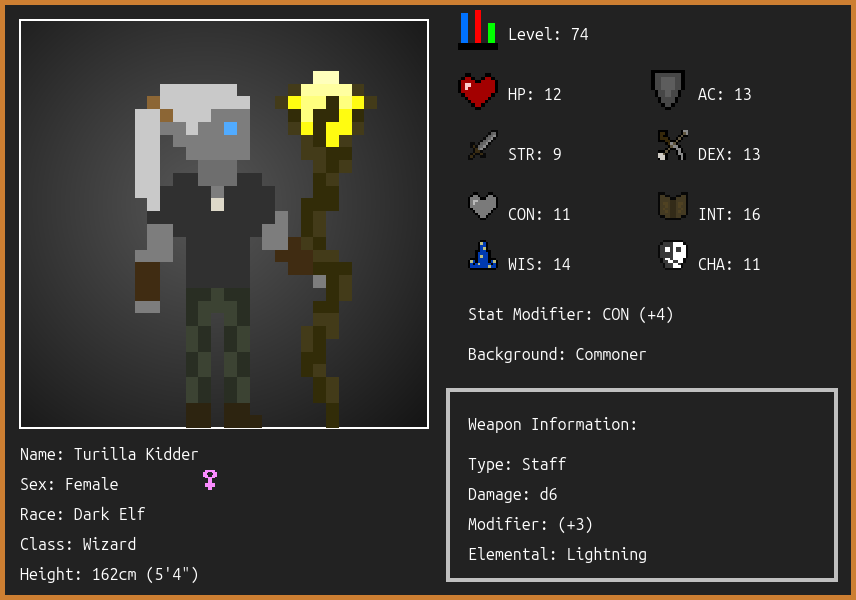 Level: 74
HP: 12
AC: 13
STR: 9
DEX: 13
CON: 11
INT: 16
WIS: 14
CHA: 11
Stat Modifier: CON (+4)
Background: Commoner
Weapon Information:
Type: Staff
Damage: d6
Modifier: (+3)
Elemental: Lightning
Name: Turilla Kidder
Sex: Female
Race: Dark Elf
Class: Wizard
Height: 162cm (5'4")